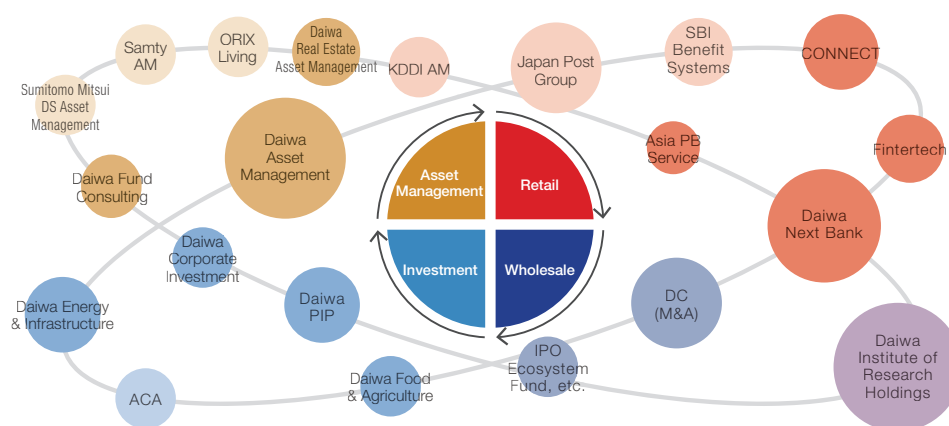 Samty
AM
ORIX
Living
Daiwa
Real Estate
Asset Management
KDDI AM
Japan Post
Group
SBI
Benefit
Systems
CONNECT
Sumitomo Mitsui
DS Asset
Management
Daiwa
Asset
Management
Asia PB
Service
Fintertech
Asset
Management
Retail
Daiwa Fund
Consulting
Daiwa
Next Bank
Daiwa
Corporate
Investment
Investment
Wholesale
Daiwa Energy
& Infrastructure
Daiwa
PIP
DC
(M&A)
IPO
Ecosystem
Fund, etc.
Daiwa
Institute of
Research
Holdings
ACA
Daiwa Food
& Agriculture